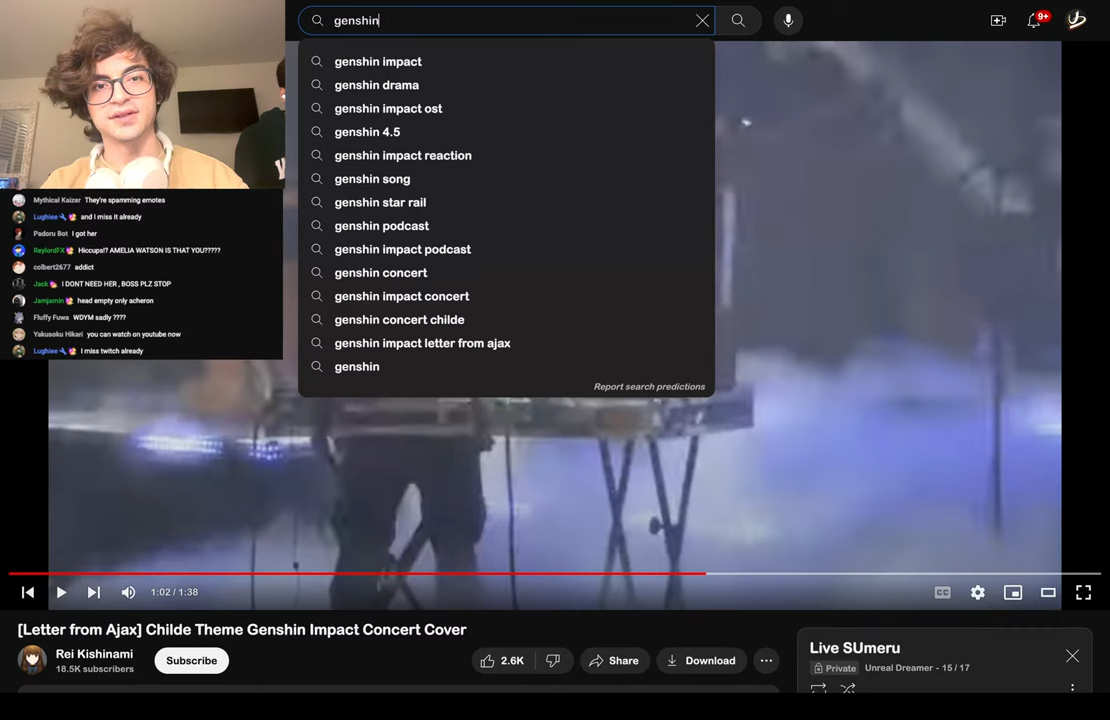 genshin
9+
genshin impact
genshin drama
genshin impact ost
genshin 4.5
genshin impact reaction
genshin song
genshin star rail
genshin podcast
genshin impact podcast
genshin concert
genshin impact concert
genshin concert childe
genshin impact letter from ajax
genshin
Report search predictions
Mythical Kaizer They're spamming emotes
Lughiee and I miss it already
Padoru Bot I got her
ReylordFX Hiccups!? AMELIA WATSON IS THAT YOU?????
colbert2677 addict
Jack I DONT NEED HER , BOSS PLZ STOP
Jamjamin head empty only acheron
Fluffy Fuwa WDYM sadly ????
Yakusoku Hikari you can watch on youtube now
Lughiee I miss twitch already
1:02 / 1:38
CC
[Letter from Ajax] Childe Theme Genshin Impact Concert Cover
Rei Kishinami
18.5K subscribers
Subscribe
2.6K
Share
Download
Live SUmeru
Private Unreal Dreamer - 15 / 17